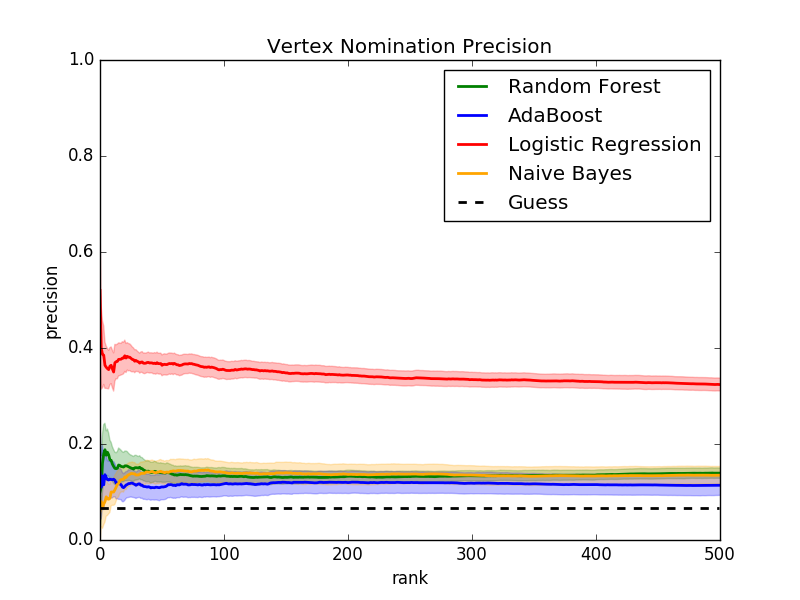 Vertex Nomination Precision
1.0
0.8
0.6
0.4
0.2
0.0
precision
Random Forest
AdaBoost
Logistic Regression
Naive Bayes
Guess
0 100 200 300 400 500
rank